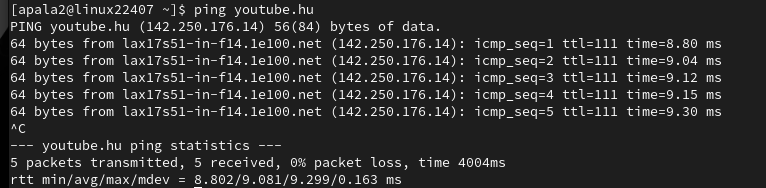 [apala2@linux22407 ~]$ ping youtube.hu
PING youtube.hu (142.250.176.14) 56(84) bytes of data.
64 bytes from lax17s51-in-f14.1e100.net (142.250.176.14): icmp_seq=1 ttl=111 time=8.80 ms
64 bytes from lax17s51-in-f14.1e100.net (142.250.176.14): icmp_seq=2 ttl=111 time=9.04 ms
64 bytes from lax17s51-in-f14.1e100.net (142.250.176.14): icmp_seq=3 ttl=111 time=9.12 ms
64 bytes from lax17s51-in-f14.1e100.net (142.250.176.14): icmp_seq=4 ttl=111 time=9.15 ms
64 bytes from lax17s51-in-f14.1e100.net (142.250.176.14): icmp_seq=5 ttl=111 time=9.30 ms
^C
--- youtube.hu ping statistics ---
5 packets transmitted, 5 received, 0% packet loss, time 4004ms
rtt min/avg/max/mdev = 8.802/9.081/9.299/0.163 ms